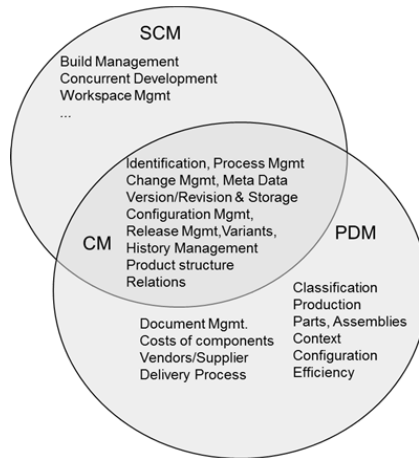 SCM
Build Management
Concurrent Development
Workspace Mgmt
...
Identification, Process Mgmt
Change Mgmt, Meta Data
Version/Revision & Storage
Configuration Mgmt,
Release Mgmt,Variants,
History Management
Product structure
Relations
CM
PDM
Classification
Production
Parts, Assemblies
Context
Configuration
Efficiency
Document Mgmt.
Costs of components
Vendors/Supplier
Delivery Process